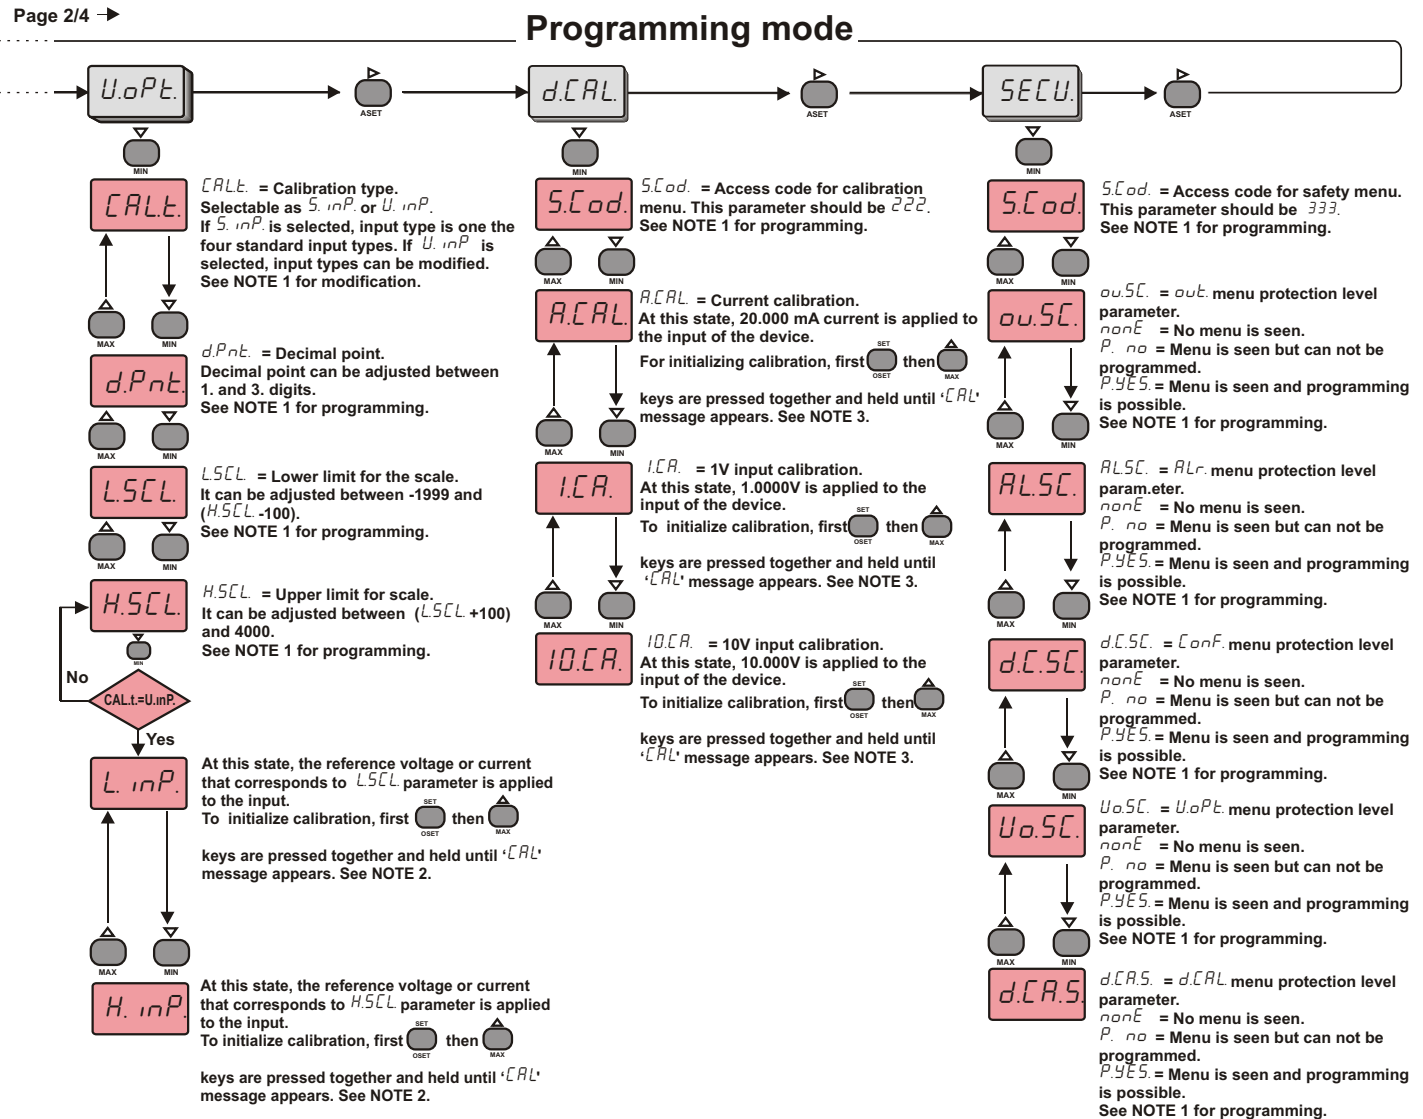 Page 2/4
Programming mode
U.oPt.
ASET
d.CAL.
ASET
SECU.
ASET
MIN
CAL.t.
CAL.t. = Calibration type.
Selectable as S. inP. or U. inP.
If S. inP. is selected, input type is one the
four standard input types. If U. inP is
selected, input types can be modified.
See NOTE 1 for modification.
MAX
MIN
d.Pnt.
d.Pnt. = Decimal point.
Decimal point can be adjusted between
1. and 3. digits.
See NOTE 1 for programming.
MAX
MIN
L.SCL.
L.SCL. = Lower limit for the scale.
It can be adjusted between -1999 and
(H.SCL.-100).
See NOTE 1 for programming.
MAX
MIN
H.SCL.
H.SCL. = Upper limit for scale.
It can be adjusted between (L.SCL.+100)
and 4000.
See NOTE 1 for programming.
MIN
No
CAL.t.=U.inP.
Yes
L. inP.
At this state, the reference voltage or current
that corresponds to L.SCL. parameter is applied
to the input.
SET
To initialize calibration, first then
OSET MAX
keys are pressed together and held until 'CAL'
message appears. See NOTE 2.
MAX
MIN
H. inP.
At this state, the reference voltage or current
that corresponds to H.SCL. parameter is applied
to the input.
SET
To initialize calibration, first then
OSET MAX
keys are pressed together and held until 'CAL'
message appears. See NOTE 2.
MIN
S.Cod.
S.Cod. = Access code for calibration
menu. This parameter should be 222.
See NOTE 1 for programming.
MAX
MIN
A.CAL.
A.CAL. = Current calibration.
At this state, 20.000 mA current is applied to
the input of the device.
SET
For initializing calibration, first then
OSET MAX
keys are pressed together and held until 'CAL'
message appears. See NOTE 3.
MAX
MIN
1.CA.
1.CA. = 1V input calibration.
At this state, 1.0000V is applied to the
input of the device.
SET
To initialize calibration, first then
OSET MAX
keys are pressed together and held until
'CAL' message appears. See NOTE 3.
MAX
MIN
10.CA.
10.CA. = 10V input calibration.
At this state, 10.000V is applied to the
input of the device.
SET
To initialize calibration, first then
OSET MAX
keys are pressed together and held until
'CAL' message appears. See NOTE 3.
MIN
S.Cod.
S.Cod. = Access code for safety menu.
This parameter should be 333.
See NOTE 1 for programming.
MAX
MIN
ou.SC.
ou.SC. = out. menu protection level
parameter.
nonE = No menu is seen.
P. no = Menu is seen but can not be
programmed.
P.YES. = Menu is seen and programming
is possible.
See NOTE 1 for programming.
MAX
MIN
AL.SC.
AL.SC. = ALr. menu protection level
param.eter.
nonE = No menu is seen.
P. no = Menu is seen but can not be
programmed.
P.YES. = Menu is seen and programming
is possible.
See NOTE 1 for programming.
MAX
MIN
d.C.SC.
d.C.SC. = ConF. menu protection level
parameter.
nonE = No menu is seen.
P. no = Menu is seen but can not be
programmed.
P.YES. = Menu is seen and programming
is possible.
See NOTE 1 for programming.
MAX
MIN
Uo.SC.
Uo.SC. = U.oPt. menu protection level
parameter.
nonE = No menu is seen.
P. no = Menu is seen but can not be
programmed.
P.YES. = Menu is seen and programming
is possible.
See NOTE 1 for programming.
MAX
MIN
d.CA.S.
d.CA.S. = d.CAL. menu protection level
parameter.
nonE = No menu is seen.
P. no = Menu is seen but can not be
programmed.
P.YES. = Menu is seen and programming
is possible.
See NOTE 1 for programming.